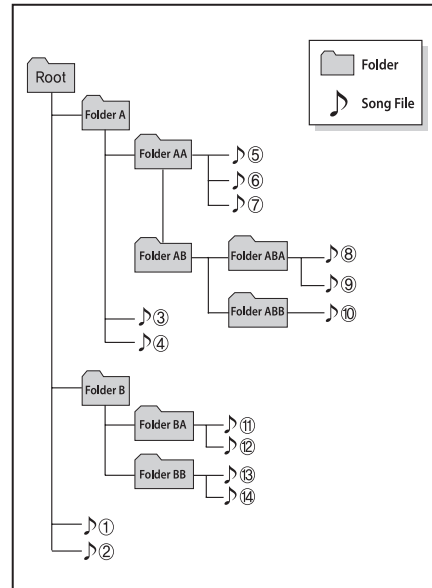 Root
Folder
Song File
Folder A
Folder AA
⑤
⑥
⑦
Folder AB
Folder ABA
⑧
⑨
Folder ABB
⑩
③
④
Folder B
Folder BA
⑪
⑫
Folder BB
⑬
⑭
①
②